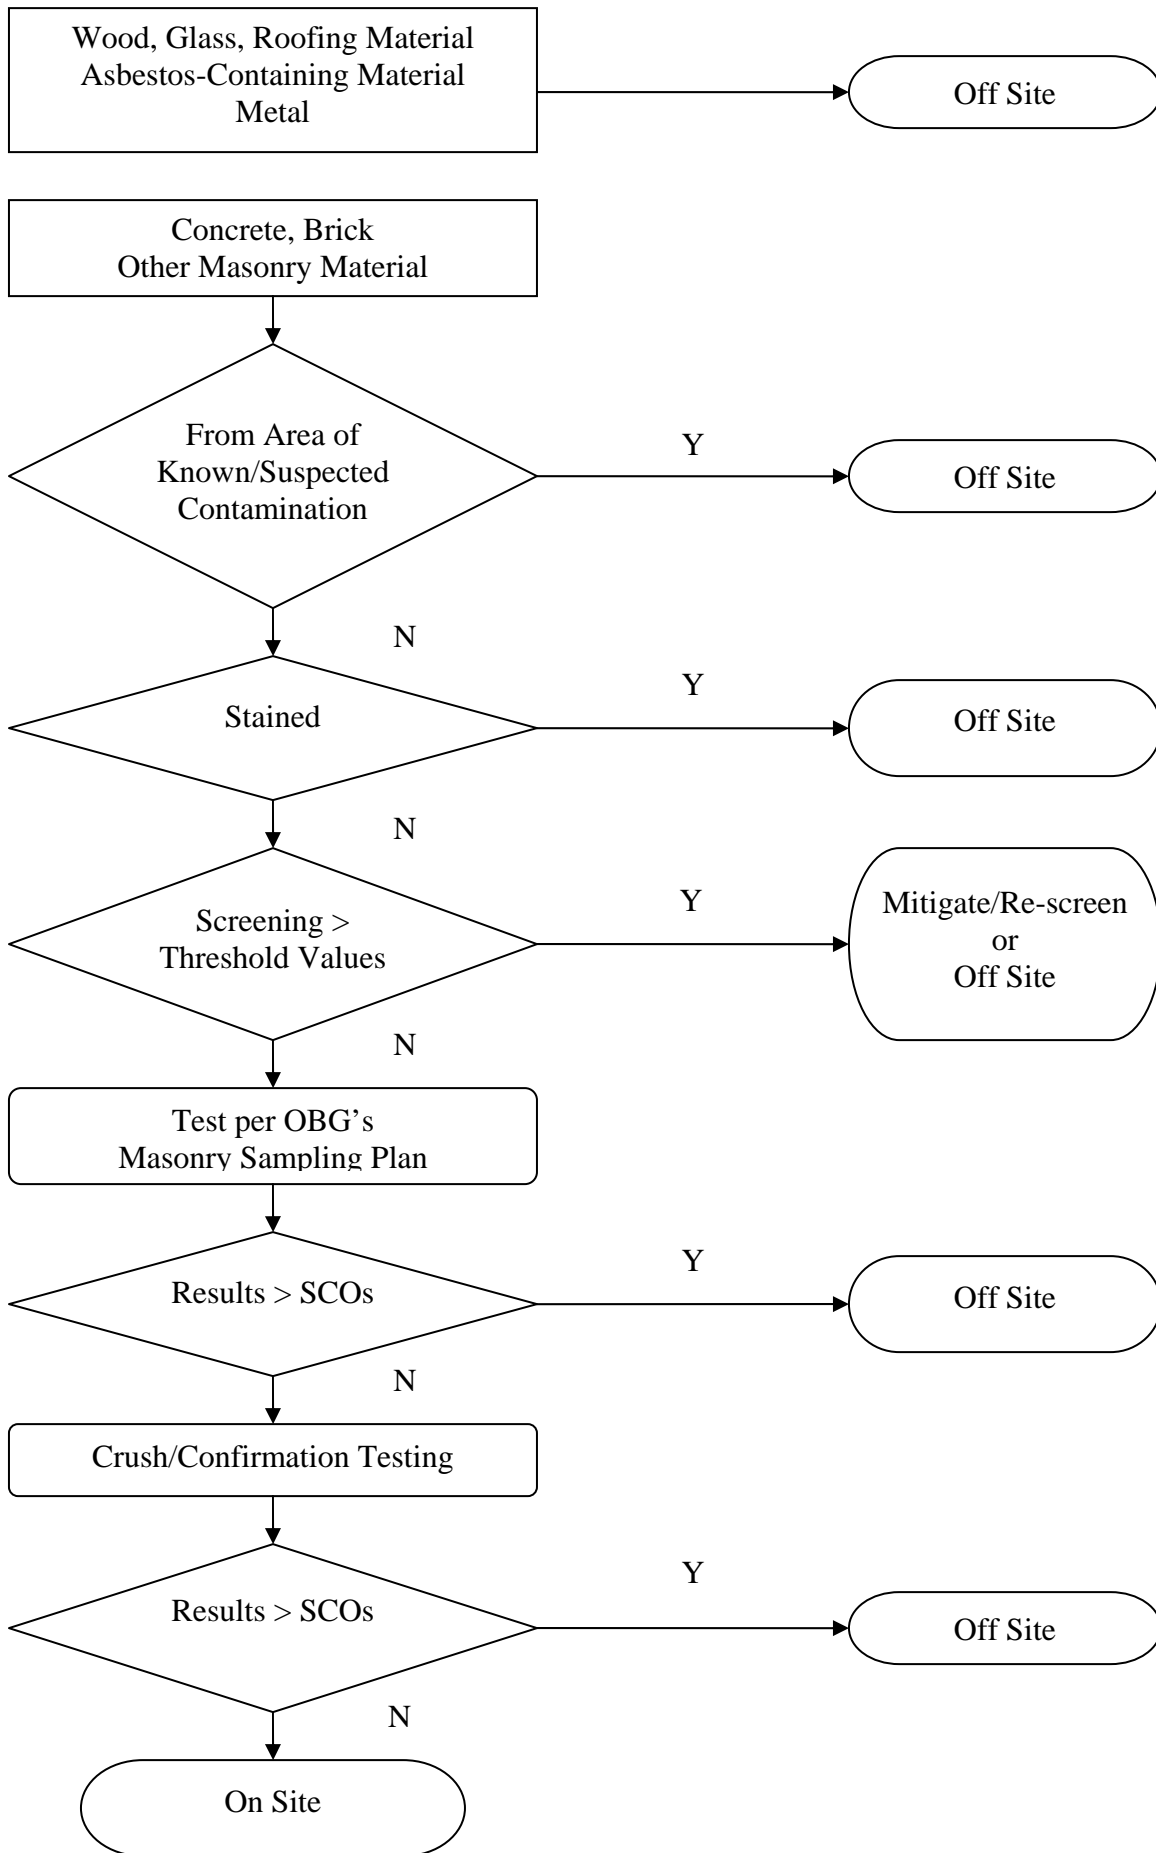 Wood, Glass, Roofing Material
Asbestos-Containing Material
Metal
Off Site
Concrete, Brick
Other Masonry Material
From Area of
Known/Suspected
Contamination
Y
Off Site
N
Stained
Y
Off Site
N
Screening >
Threshold Values
Y
Mitigate/Re-screen
or
Off Site
N
Test per OBG’s
Masonry Sampling Plan
Results > SCOs
Y
Off Site
N
Crush/Confirmation Testing
Results > SCOs
Y
Off Site
N
On Site